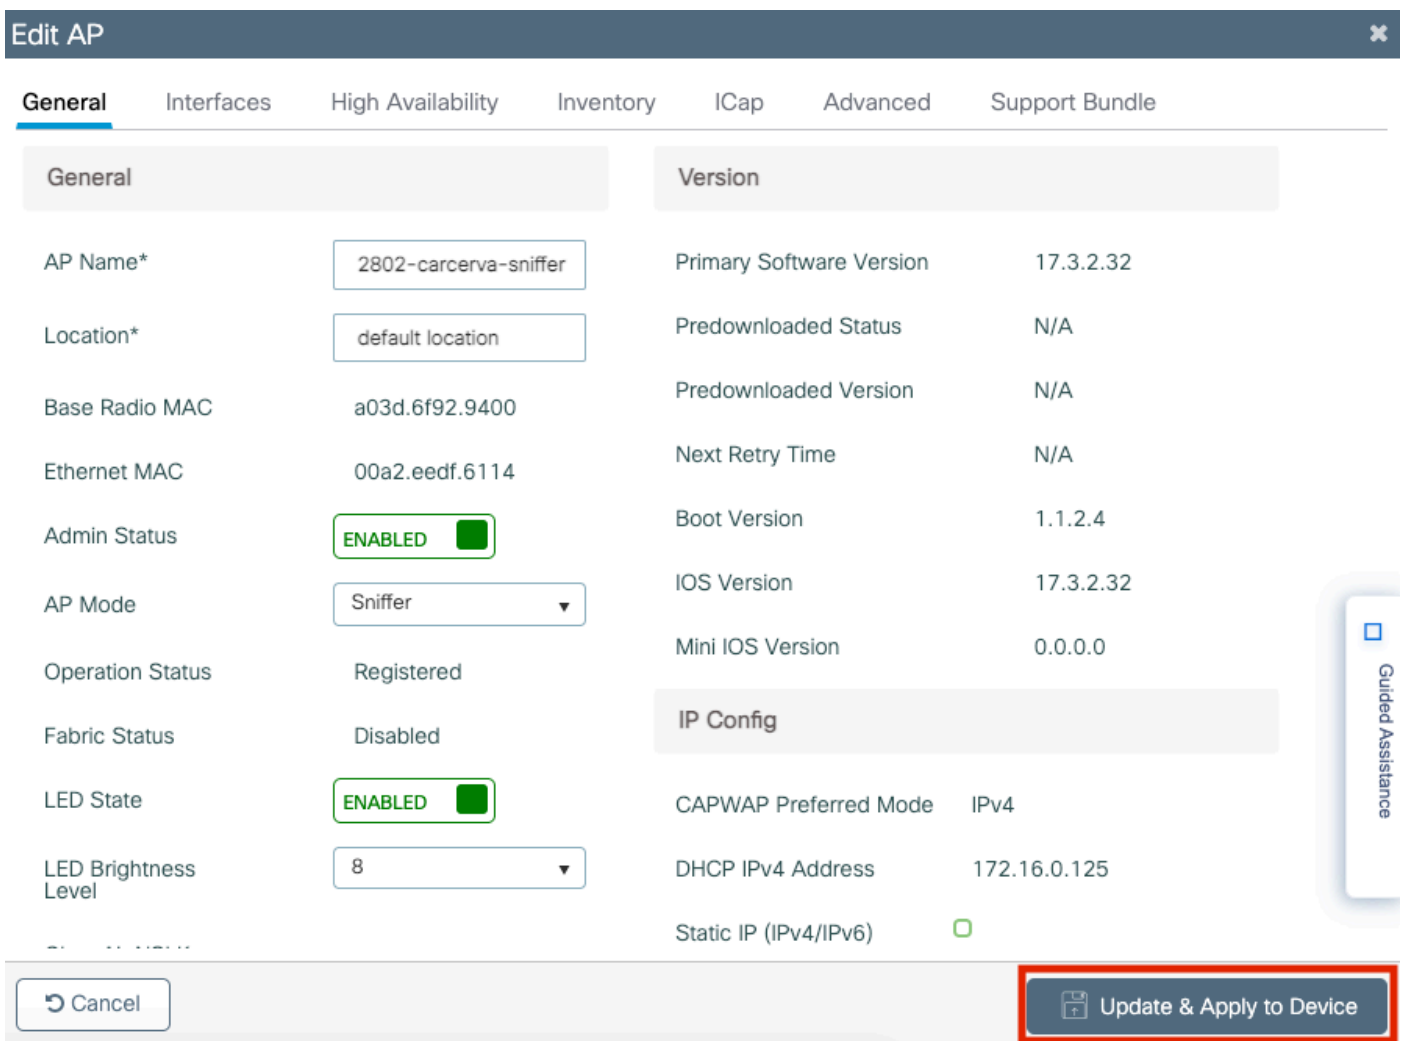 Edit AP
General Interfaces High Availability Inventory ICap Advanced Support Bundle
General
AP Name* 2802-carcerva-sniffer
Location* default location
Base Radio MAC a03d.6f92.9400
Ethernet MAC 00a2.eedf.6114
Admin Status ENABLED
AP Mode Sniffer
Operation Status Registered
Fabric Status Disabled
LED State ENABLED
LED Brightness 8
Level
Version
Primary Software Version 17.3.2.32
Predownloaded Status N/A
Predownloaded Version N/A
Next Retry Time N/A
Boot Version 1.1.2.4
IOS Version 17.3.2.32
Mini IOS Version 0.0.0.0
IP Config
CAPWAP Preferred Mode IPv4
DHCP IPv4 Address 172.16.0.125
Static IP (IPv4/IPv6)
Guided Assistance
Cancel
Update & Apply to Device